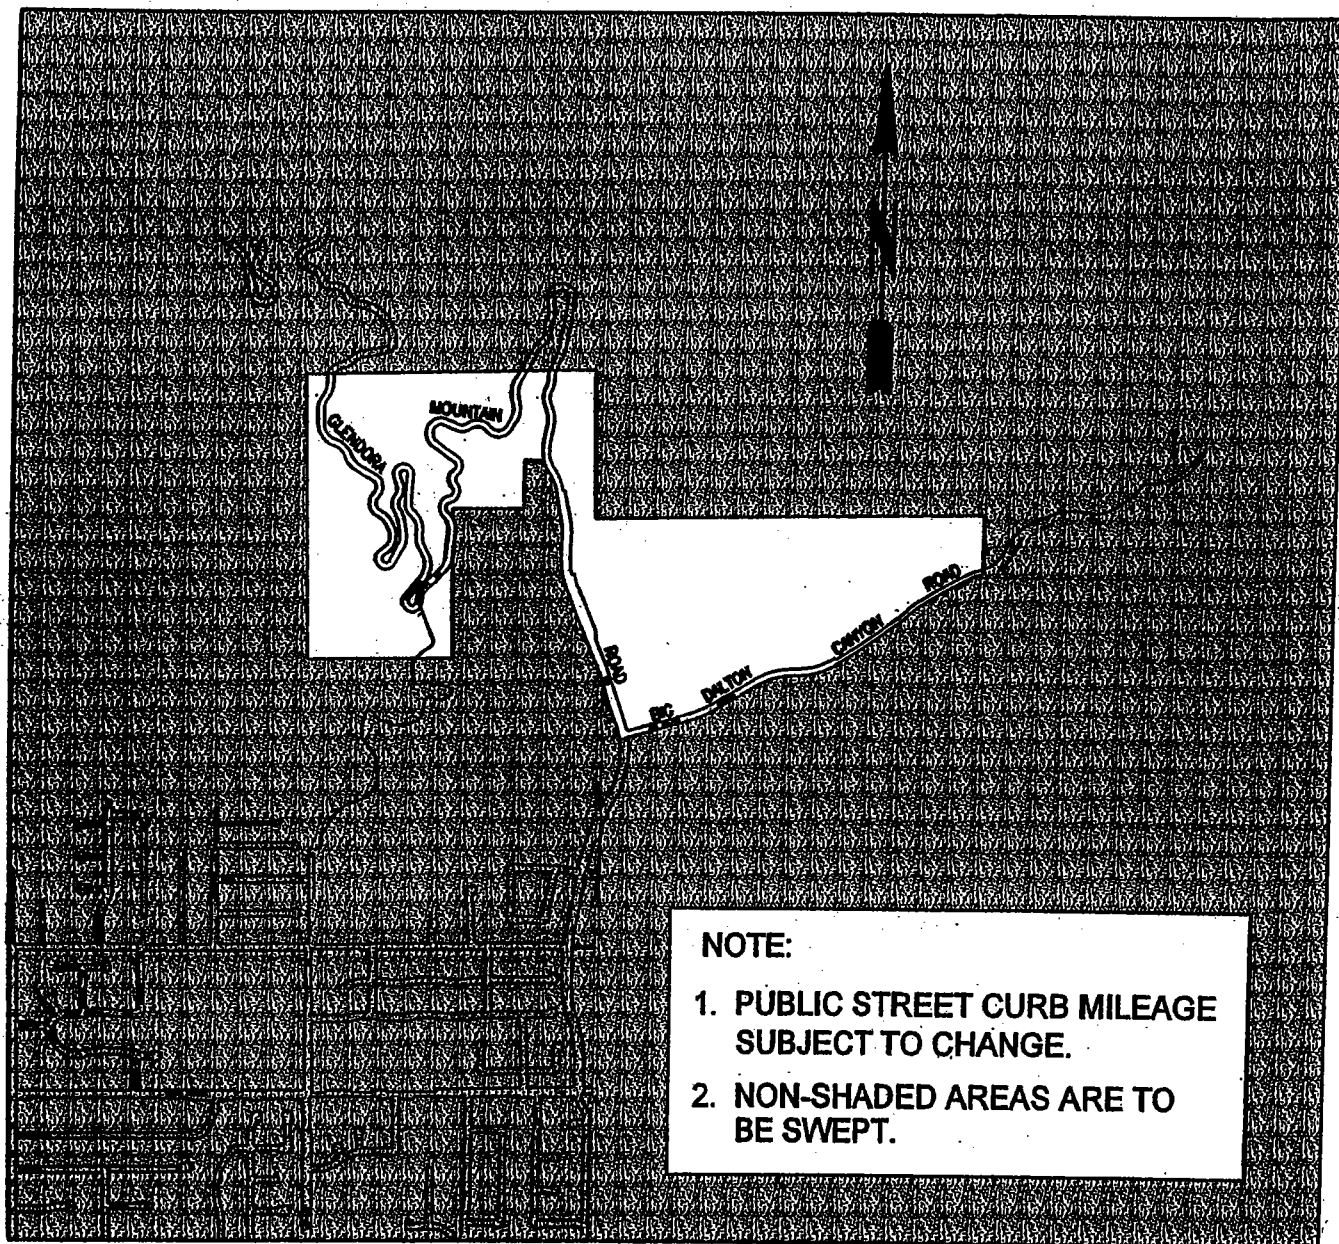 MOUNTAIN
GLENDORA
ROAD
BIG
DALTON
CANYON
ROAD
NOTE:
1. PUBLIC STREET CURB MILEAGE
SUBJECT TO CHANGE.
2. NON-SHADED AREAS ARE TO
BE SWEPT.